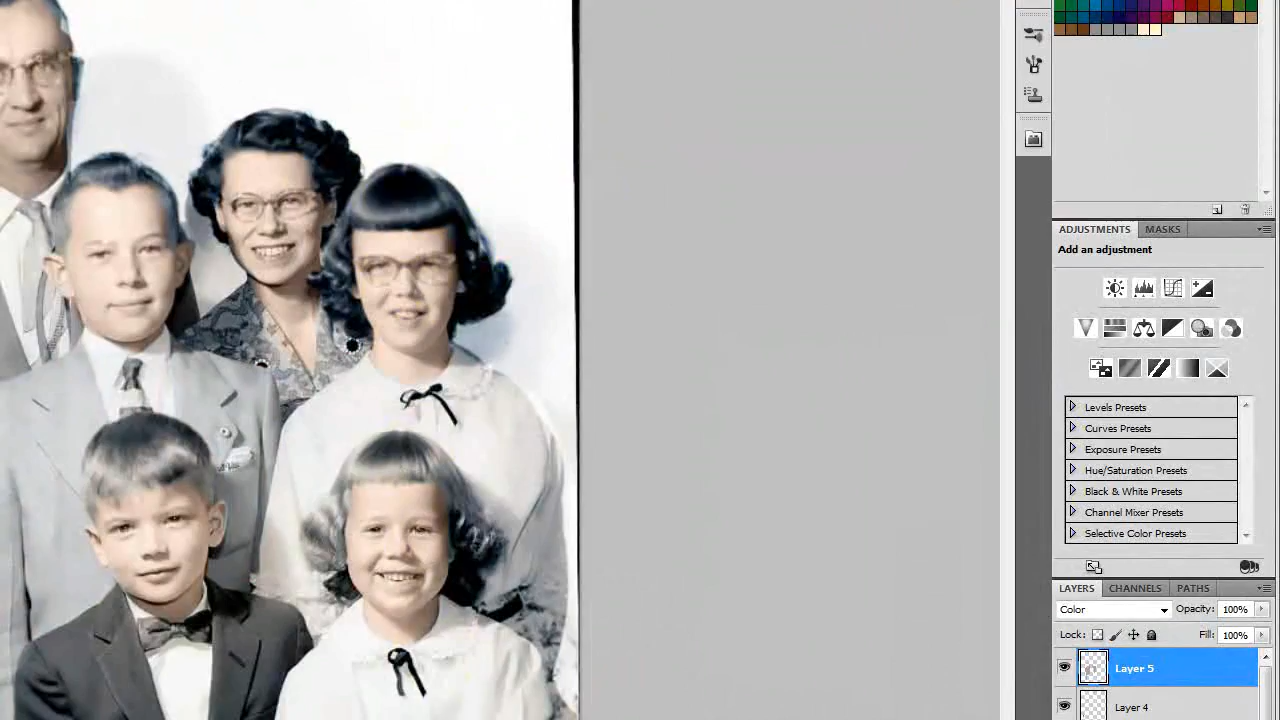 ADJUSTMENTS MASKS
Add an adjustment
Levels Presets
Curves Presets
Exposure Presets
Hue/Saturation Presets
Black & White Presets
Channel Mixer Presets
Selective Color Presets
LAYERS CHANNELS PATHS
Color Opacity: 100%
Lock: Fill: 100%
Layer 5
Layer 4